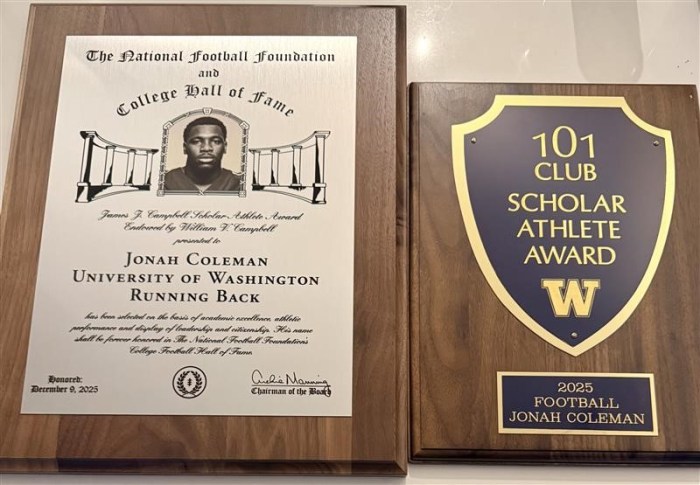 The National Football Foundation
and
College Hall of Fame
James J. Campbell Scholar-Athlete Award
Endowed by William V. Campbell
presented to
Jonah Coleman
University of Washington
Running Back
has been selected on the basis of academic excellence, athletic
performance and display of leadership and citizenship. His name
shall be forever honored in The National Football Foundation's
College Football Hall of Fame.
Honored:
December 9, 2025
Archie Manning
Chairman of the Board
101
CLUB
SCHOLAR
ATHLETE
AWARD
W
2025
FOOTBALL
JONAH COLEMAN